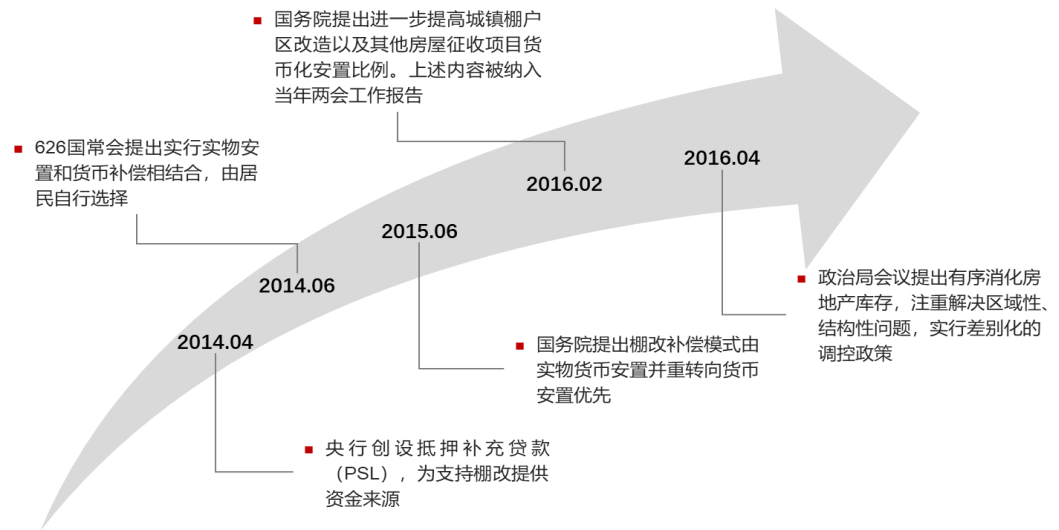 国务院提出进一步提高城镇棚户
区改造以及其他房屋征收项目货
币化安置比例。上述内容被纳入
当年两会工作报告
626国常会提出实行实物安
置和货币补偿相结合，由居
民自行选择
2016.04
2016.02
2015.06
2014.06
2014.04
政治局会议提出有序消化房
地产库存，注重解决区域性、
结构性问题，实行差别化的
调控政策
国务院提出棚改补偿模式由
实物货币安置并重转向货币
安置优先
央行创设抵押补充贷款
（PSL），为支持棚改提供
资金来源